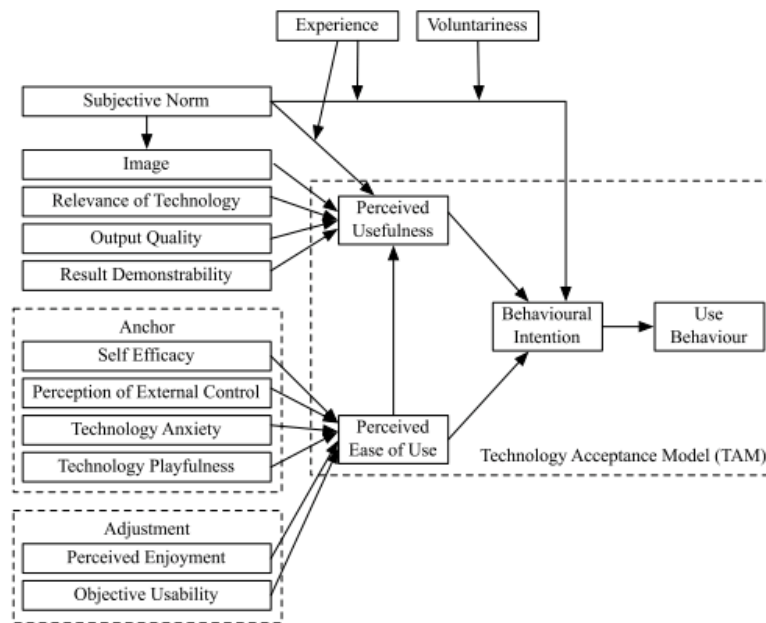 Experience
Voluntariness
Subjective Norm
Image
Relevance of Technology
Output Quality
Result Demonstrability
Perceived
Usefulness
Behavioural
Intention
Use
Behaviour
Anchor
Self Efficacy
Perception of External Control
Technology Anxiety
Technology Playfulness
Perceived
Ease of Use
Technology Acceptance Model (TAM)
Adjustment
Perceived Enjoyment
Objective Usability